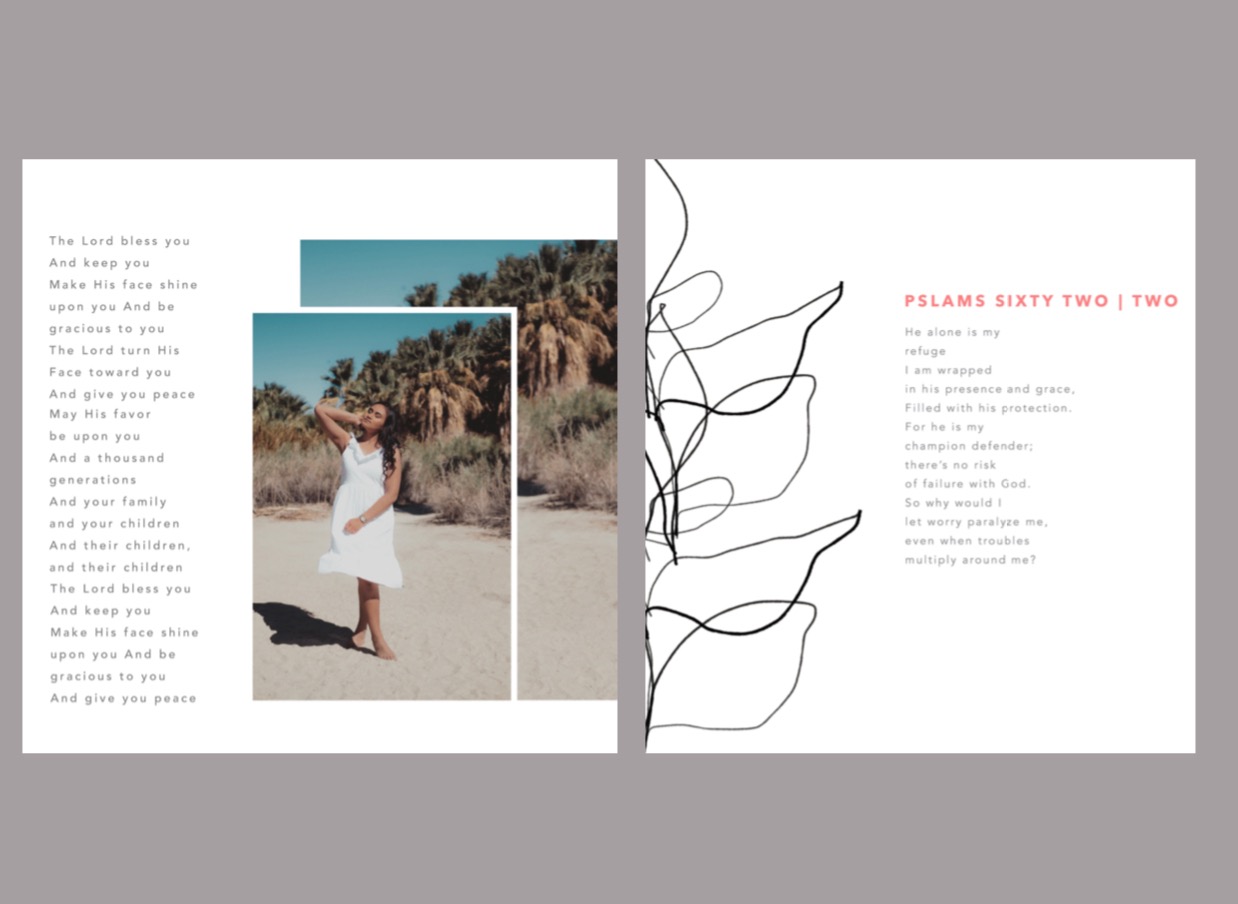 The Lord bless you
And keep you
Make His face shine
upon you And be
gracious to you
The Lord turn His
Face toward you
And give you peace
May His favor
be upon you
And a thousand
generations
And your family
and your children
And their children,
and their children
The Lord bless you
And keep you
Make His face shine
upon you And be
gracious to you
And give you peace
PSLAMS SIXTY TWO | TWO
He alone is my
refuge
I am wrapped
in his presence and grace,
Filled with his protection.
For he is my
champion defender;
there's no risk
of failure with God.
So why would I
let worry paralyze me,
even when troubles
multiply around me?